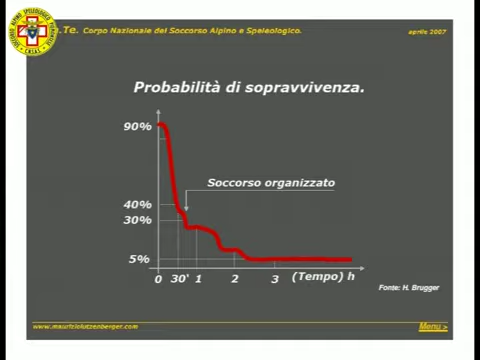 .Te. Corpo Nazionale del Soccorso Alpino e Speleologico.
aprile 2007
Probabilità di sopravvivenza.
90%
Soccorso organizzato
40%
30%
5%
0 30' 1 2 3 (Tempo) h
Fonte: H. Brugger
www.mauriziolutzenberger.com
Menu >